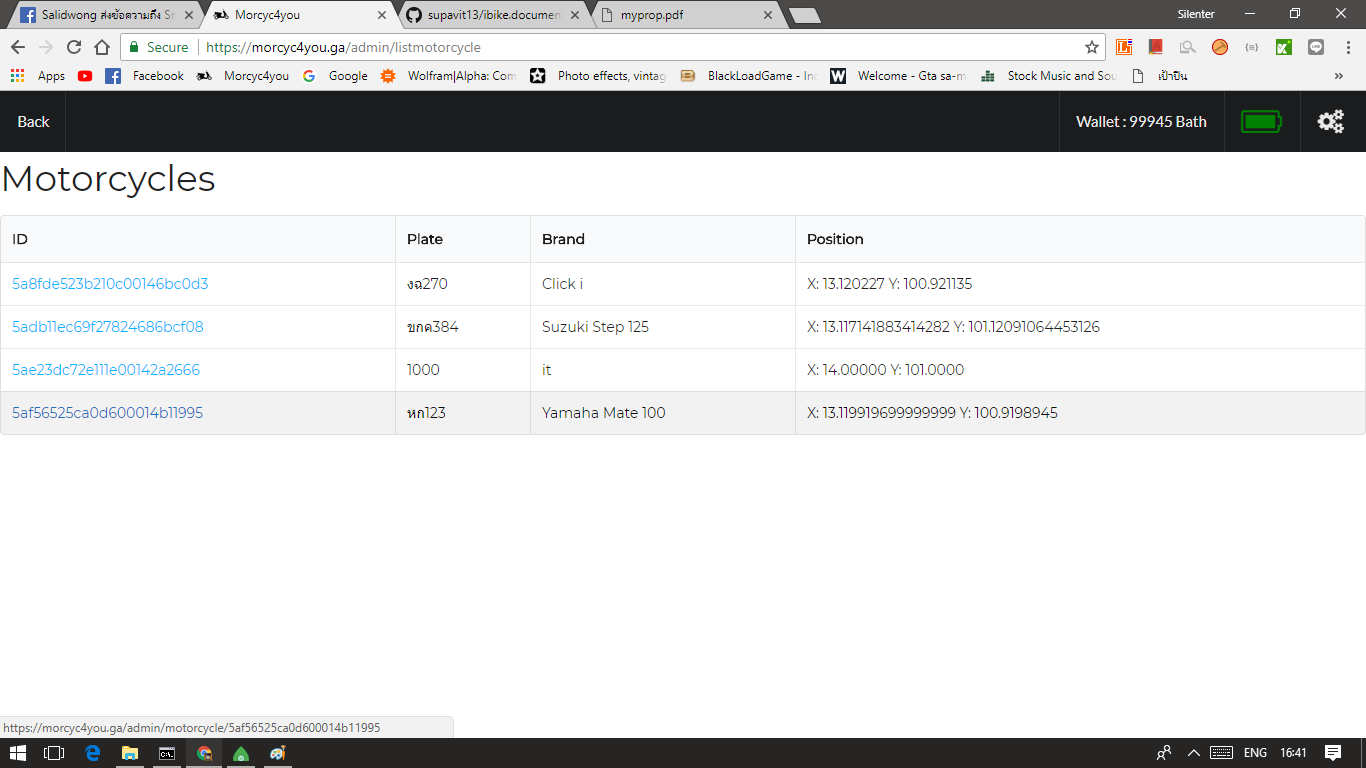 Salidwong ส่งข้อความถึง
Morcyc4you
supavit13/ibike.documen
myprop.pdf
Silenter
Secure
https://morcyc4you.ga/admin/listmotorcycle
Apps
Facebook
Morcyc4you
Google
Wolfram|Alpha: Com
Photo effects, vintag
BlackLoadGame - In
W
Welcome - Gta sa-m
Stock Music and Sou
เป้าปืน
»
Back
Wallet : 99945 Bath
Motorcycles
ID Plate Brand Position
5a8fde523b210c00146bc0d3 งฉ270 Click i X: 13.120227 Y: 100.921135
5adb11ec69f27824686bcf08 ขกค384 Suzuki Step 125 X: 13.117141883414282 Y: 101.12091064453126
5ae23dc72e111e00142a2666 1000 it X: 14.00000 Y: 101.0000
5af56525ca0d600014b11995 หก123 Yamaha Mate 100 X: 13.119919699999999 Y: 100.9198945
https://morcyc4you.ga/admin/motorcycle/5af56525ca0d600014b11995
ENG
16:41